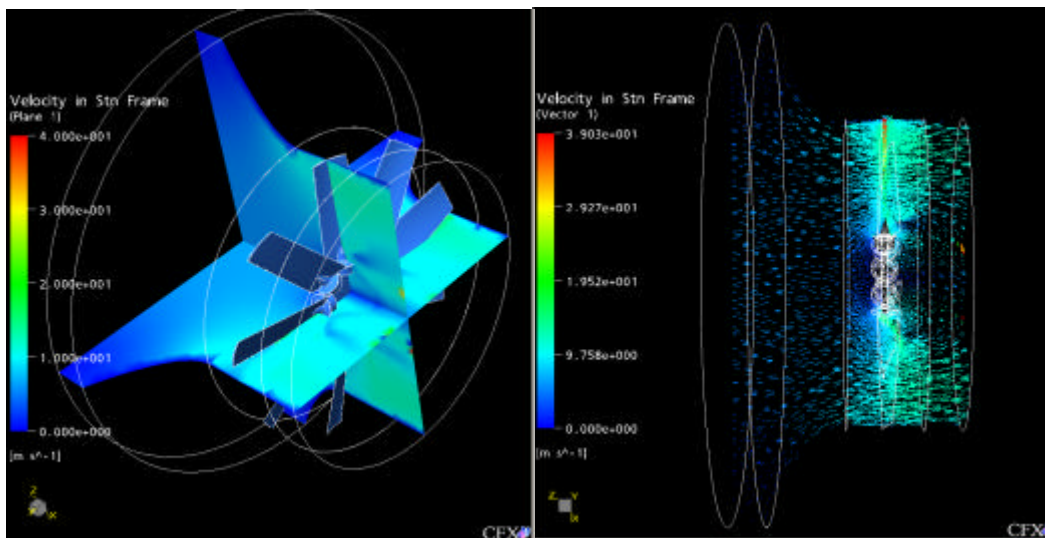 Velocity in Stn Frame
(Plane 1)
4.000e+001
3.000e+001
2.000e+001
1.000e+001
0.000e+000
[m s^-1]
Z
X
CFX
Velocity in Stn Frame
(Vector 1)
3.903e+001
2.927e+001
1.952e+001
9.758e+000
0.000e+000
[m s^-1]
Z Y
X
CFX